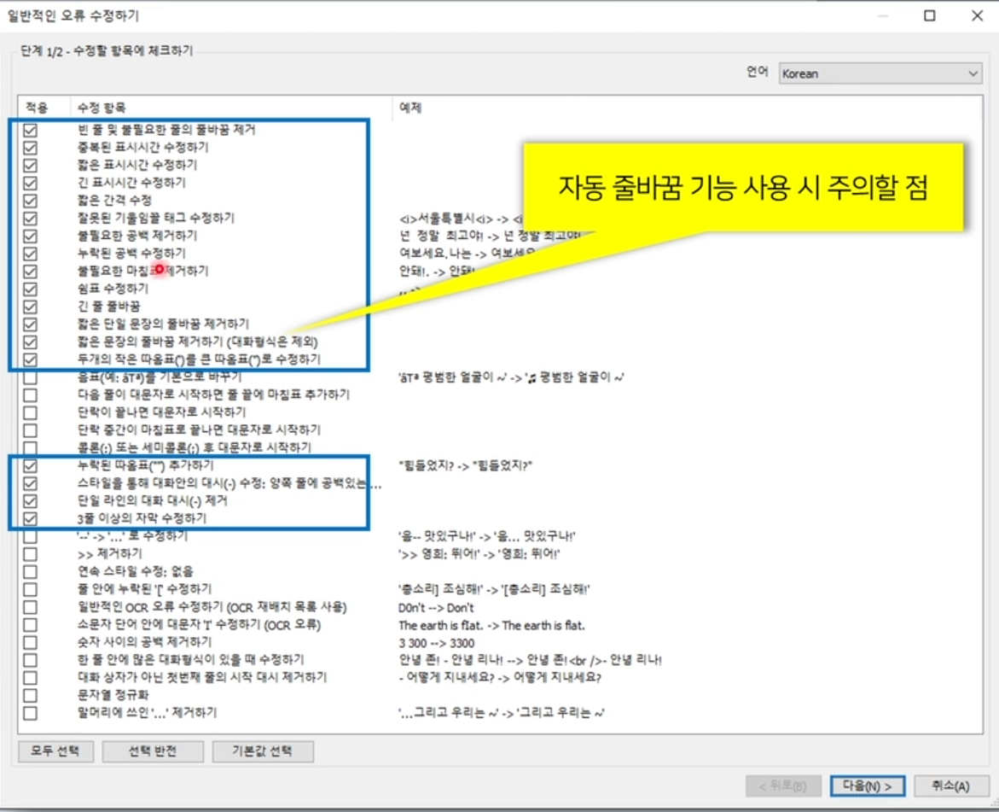 일반적인 오류 수정하기
단계 1/2 - 수정할 항목에 체크하기
언어 Korean
적용 수정 항목 예제
빈 줄 및 불필요한 줄의 줄바꿈 제거
중복된 표시시간 수정하기
짧은 표시시간 수정하기
긴 표시시간 수정하기
짧은 간격 수정
잘못된 기울임꼴 태그 수정하기 <i>서울특별시<i> -> <i
불필요한 공백 제거하기 넌  정말  최고야! -> 넌 정말 최고야!
누락된 공백 수정하기 여보세요.나는 -> 여보세요
불필요한 마침표 제거하기 안돼!. -> 안돼!
쉼표 수정하기 ,, ->
긴 줄 줄바꿈
짧은 단일 문장의 줄바꿈 제거하기
짧은 문장의 줄바꿈 제거하기 (대화형식은 제외)
두개의 작은 따옴표(')를 큰 따옴표(")로 수정하기
음표(예: âTª)를 기본으로 바꾸기 'âTª 평범한 얼굴이 ~' -> '♫ 평범한 얼굴이 ~'
다음 줄이 대문자로 시작하면 줄 끝에 마침표 추가하기
단락이 끝나면 대문자로 시작하기
단락 중간이 마침표로 끝나면 대문자로 시작하기
콜론(:) 또는 세미콜론(;) 후 대문자로 시작하기
누락된 따옴표("") 추가하기 "힘들었지? -> "힘들었지?"
스타일을 통해 대화안의 대시(-) 수정: 양쪽 줄에 공백있는 ...
단일 라인의 대화 대시(-) 제거
3줄 이상의 자막 수정하기
'--' -> '...' 로 수정하기 '음-- 맛있구나!' -> '음... 맛있구나!'
>> 제거하기 '>> 영희: 뛰어!' -> '영희: 뛰어!'
연속 스타일 수정: 없음
줄 안에 누락된 '[' 수정하기 '총소리] 조심해!' -> '[총소리] 조심해!'
일반적인 OCR 오류 수정하기 (OCR 재배치 목록 사용) D0n't --> Don't
소문자 단어 안에 대문자 'I' 수정하기 (OCR 오류) The earth is fIat. -> The earth is flat.
숫자 사이의 공백 제거하기 3 300 --> 3300
한 줄 안에 많은 대화형식이 있을 때 수정하기 안녕 존! - 안녕 리나! --> 안녕 존!<br />- 안녕 리나!
대화 상자가 아닌 첫번째 줄의 시작 대시 제거하기 - 어떻게 지내세요? -> 어떻게 지내세요?
문자열 정규화
말머리에 쓰인 '...' 제거하기 '...그리고 우리는 ~' -> '그리고 우리는 ~'
자동 줄바꿈 기능 사용 시 주의할 점
모두 선택 선택 반전 기본값 선택
< 뒤로(B) 다음(N) > 취소(A)